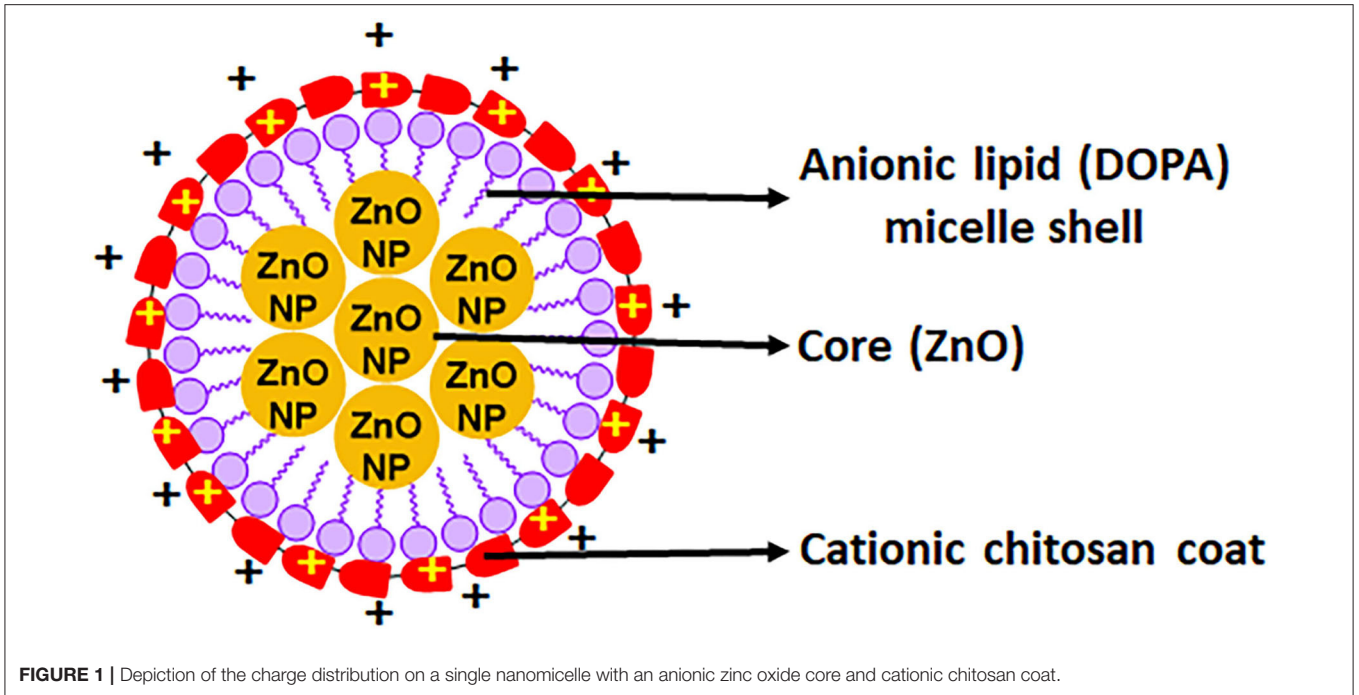 +
+ +
+
+ +
+
+ +
+ +
+ +
+
+ +
+
+ +
+
+ +
+ +
+ +
+ +
+ +
+
ZnO
NP
ZnO
NP
ZnO
NP
ZnO
NP
ZnO
NP
ZnO
NP
ZnO
NP
Anionic lipid (DOPA)
micelle shell
Core (ZnO)
Cationic chitosan coat
FIGURE 1 | Depiction of the charge distribution on a single nanomicelle with an anionic zinc oxide core and cationic chitosan coat.